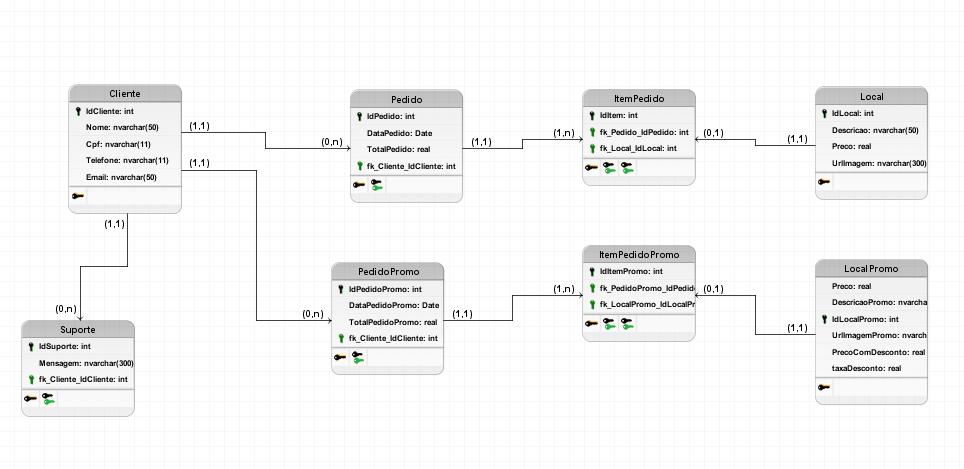 Cliente
IdCliente: int
Nome: nvarchar(50)
Cpf: nvarchar(11)
Telefone: nvarchar(11)
Email: nvarchar(50)
(1,1)
(0,n)
(1,1)
(0,n)
(1,1)
(0,n)
Pedido
IdPedido: int
DataPedido: Date
TotalPedido: real
fk_Cliente_IdCliente: int
(1,1)
(1,n)
ItemPedido
IdItem: int
fk_Pedido_IdPedido: int
fk_Local_IdLocal: int
(0,1)
(1,1)
Local
IdLocal: int
Descricao: nvarchar(50)
Preco: real
UrlImagem: nvarchar(300)
Suporte
IdSuporte: int
Mensagem: nvarchar(300)
fk_Cliente_IdCliente: int
PedidoPromo
IdPedidoPromo: int
DataPedidoPromo: Date
TotalPedidoPromo: real
fk_Cliente_IdCliente: int
(1,1)
(1,n)
ItemPedidoPromo
IdItemPromo: int
fk_PedidoPromo_IdPedid
fk_LocalPromo_IdLocalPr
(0,1)
(1,1)
LocalPromo
Preco: real
DescricaoPromo: nvarcha
IdLocalPromo: int
UrlImagemPromo: nvarch
PrecoComDesconto: real
taxaDesconto: real